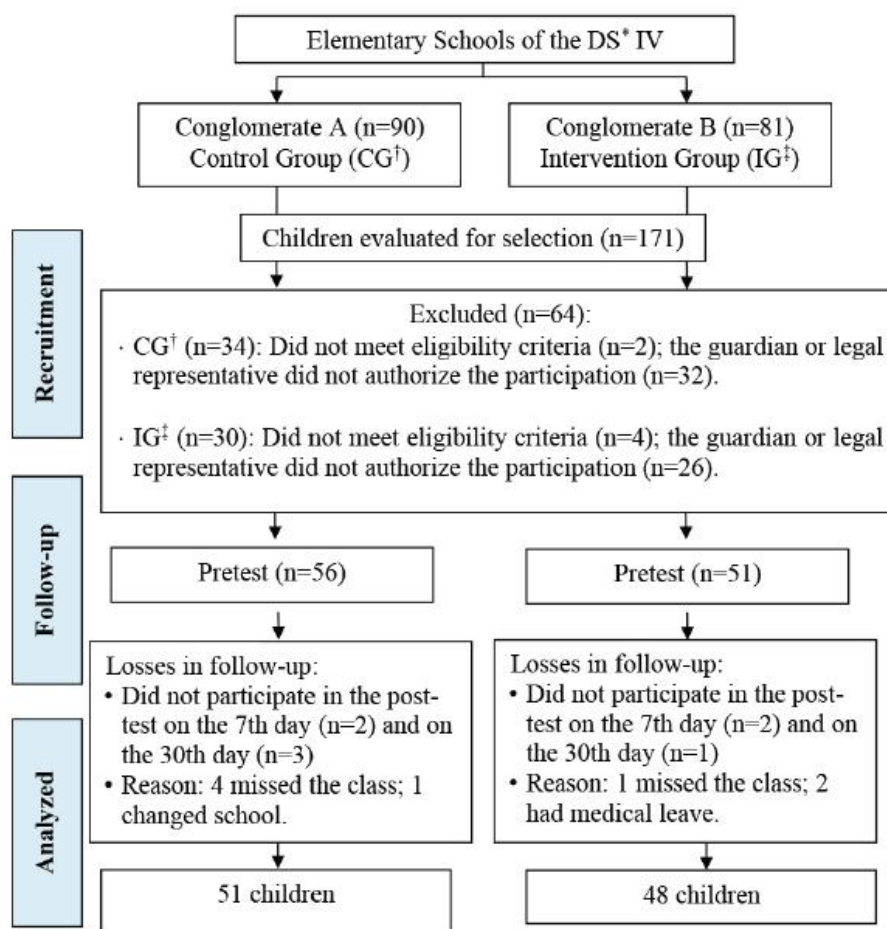 Elementary Schools of the DS* IV
Conglomerate A (n=90)
Control Group (CG†)
Conglomerate B (n=81)
Intervention Group (IG‡)
Children evaluated for selection (n=171)
Recruitment
Excluded (n=64):
· CG† (n=34): Did not meet eligibility criteria (n=2); the guardian or legal
representative did not authorize the participation (n=32).
· IG‡ (n=30): Did not meet eligibility criteria (n=4); the guardian or legal
representative did not authorize the participation (n=26).
Follow-up
Pretest (n=56)
Pretest (n=51)
Losses in follow-up:
• Did not participate in the post-
test on the 7th day (n=2) and on
the 30th day (n=3)
• Reason: 4 missed the class; 1
changed school.
Losses in follow-up:
• Did not participate in the post-
test on the 7th day (n=2) and on
the 30th day (n=1)
• Reason: 1 missed the class; 2
had medical leave.
Analyzed
51 children
48 children